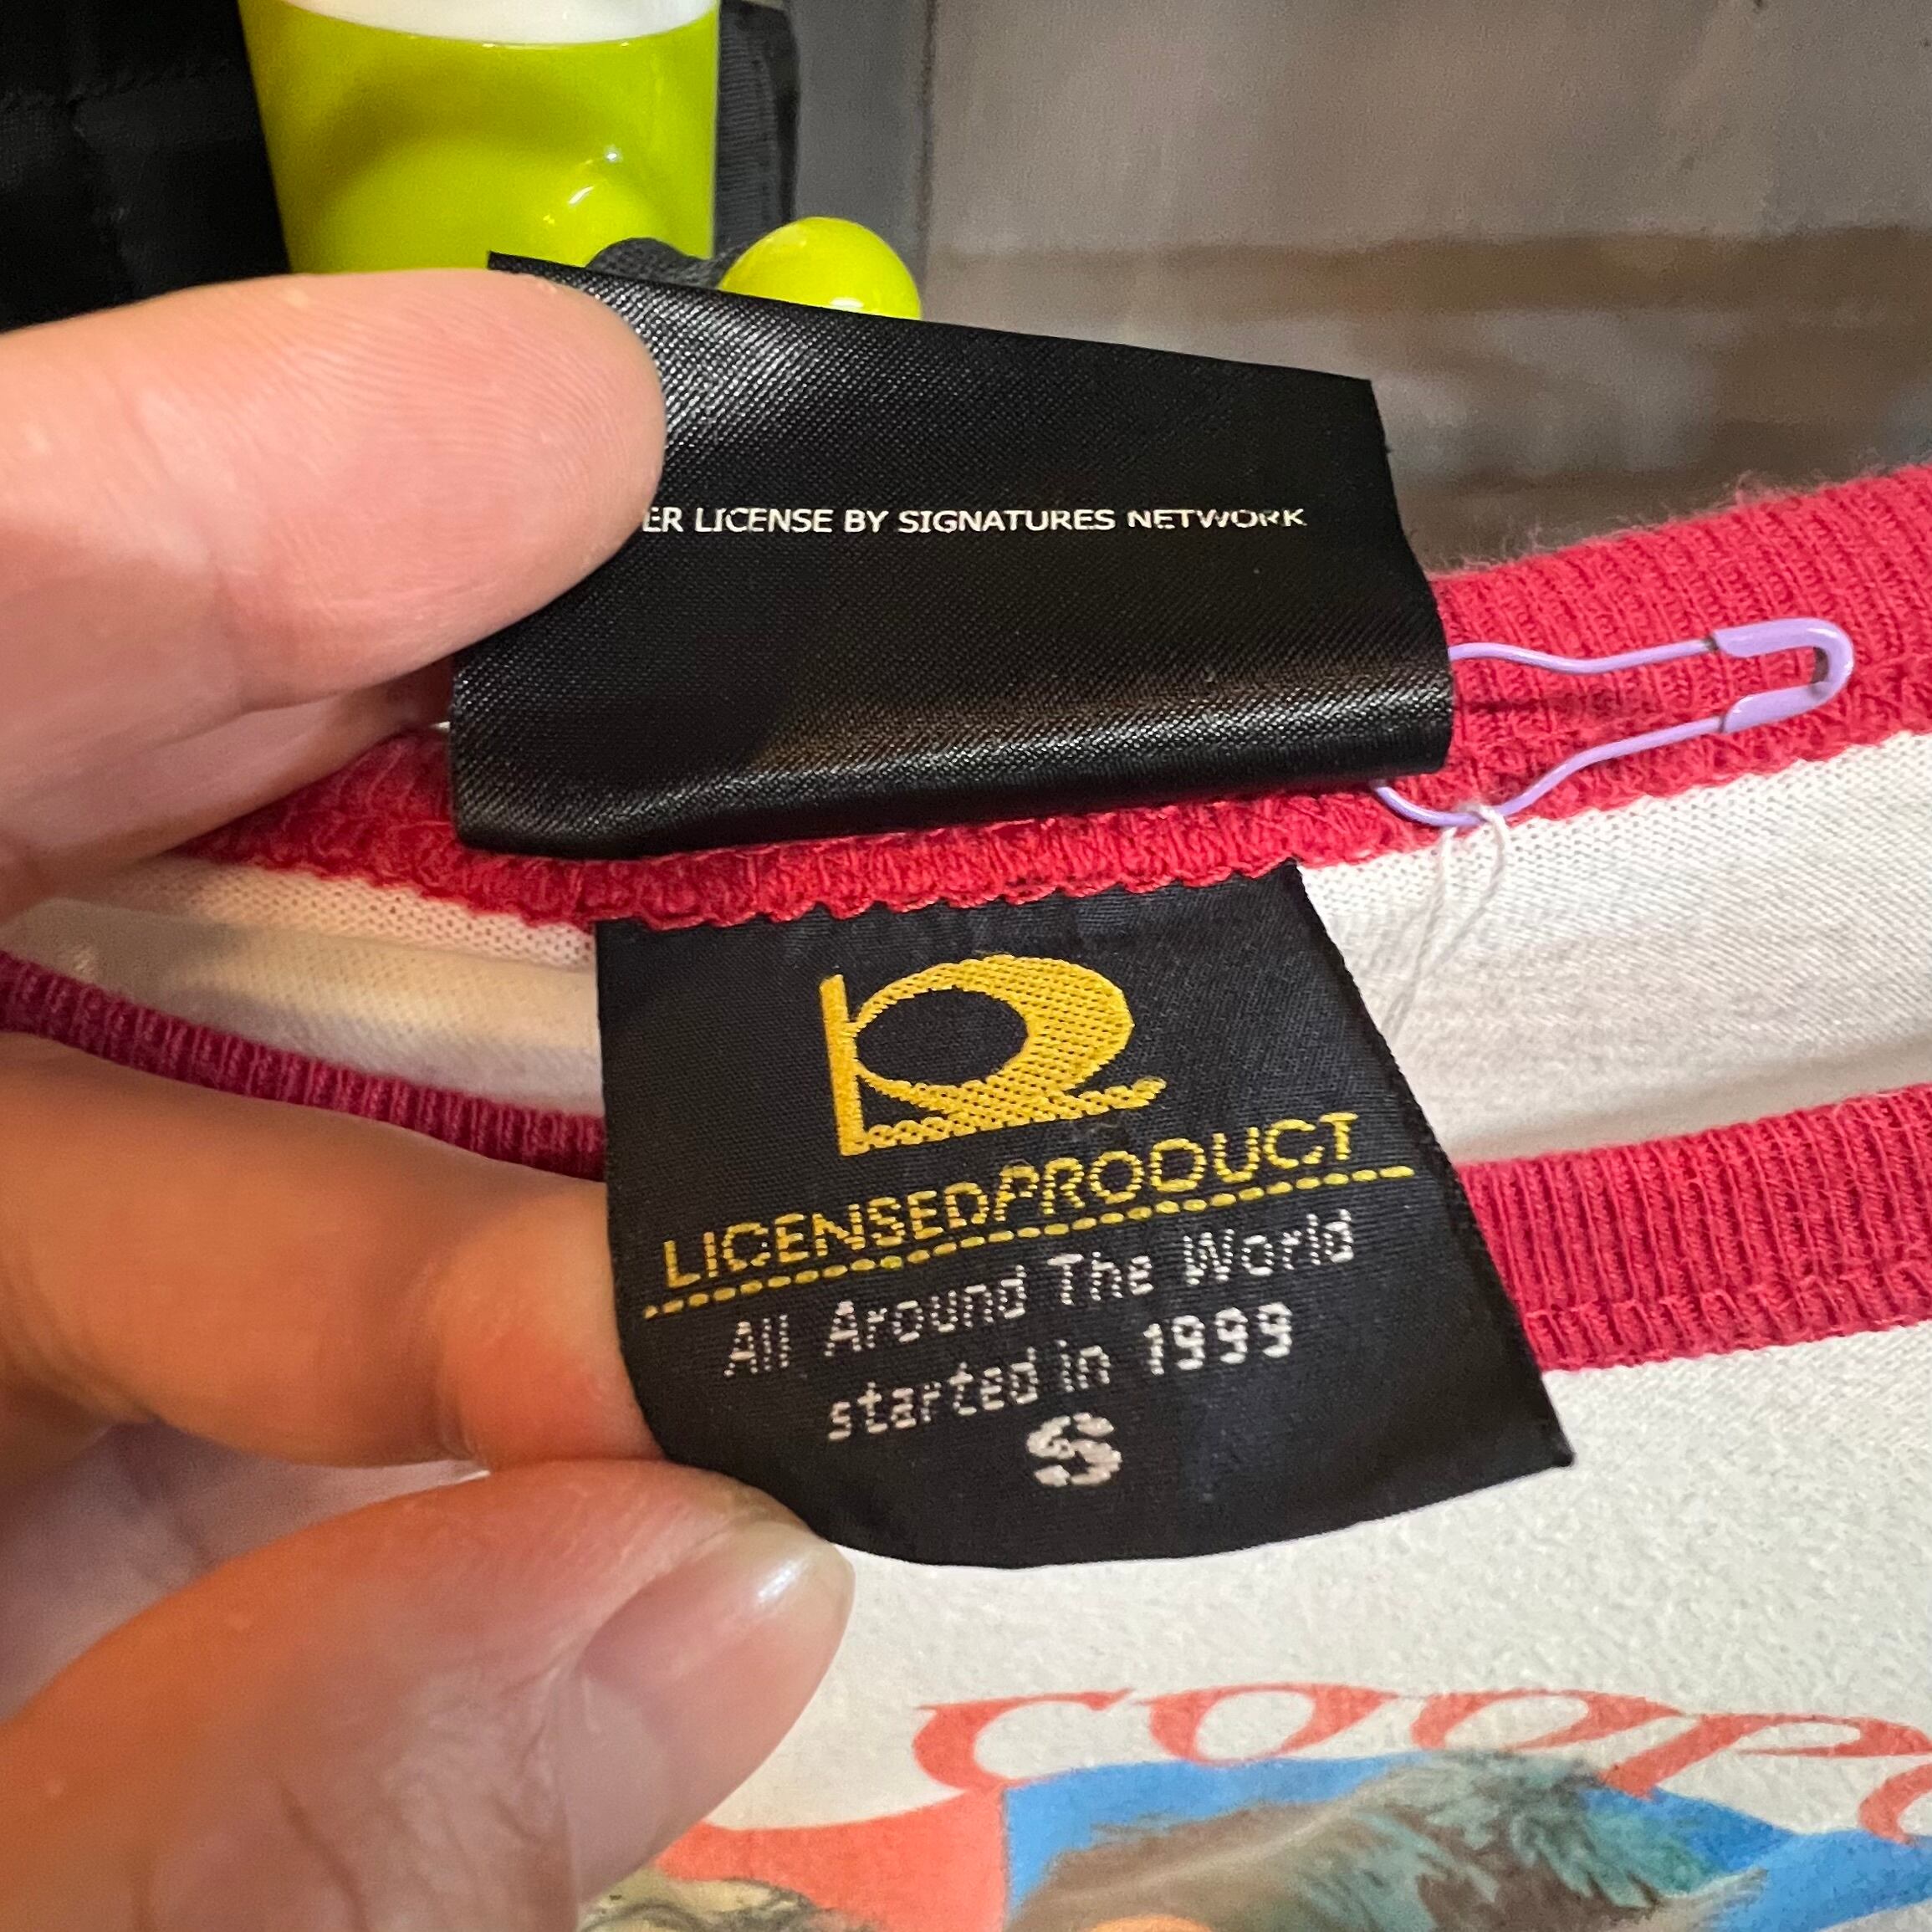 ER LICENSE BY SIGNATURES NETWORK
LICENSEDPRODUCT
All Around The World
started in 1999
S